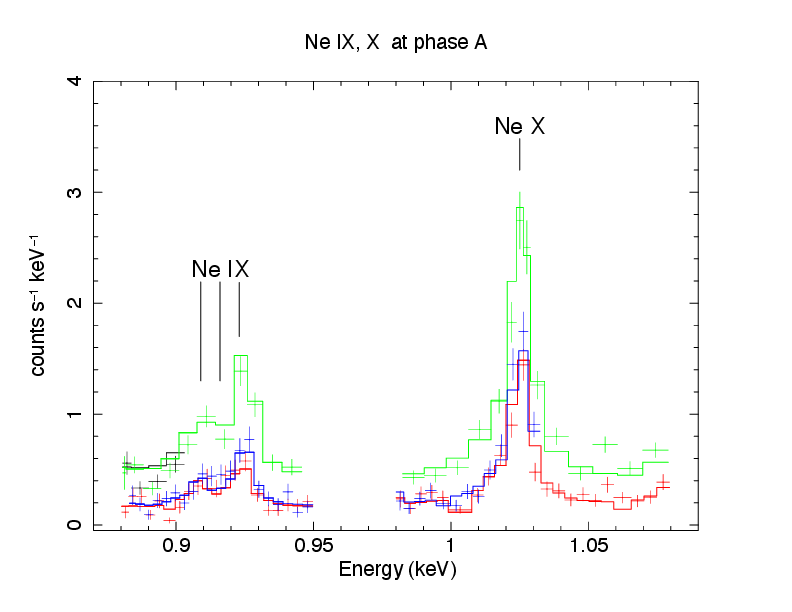 Ne IX, X  at phase A
4
Ne X
3
Ne IX
2
counts s⁻¹ keV⁻¹
1
0
0.9 0.95 1 1.05
Energy (keV)